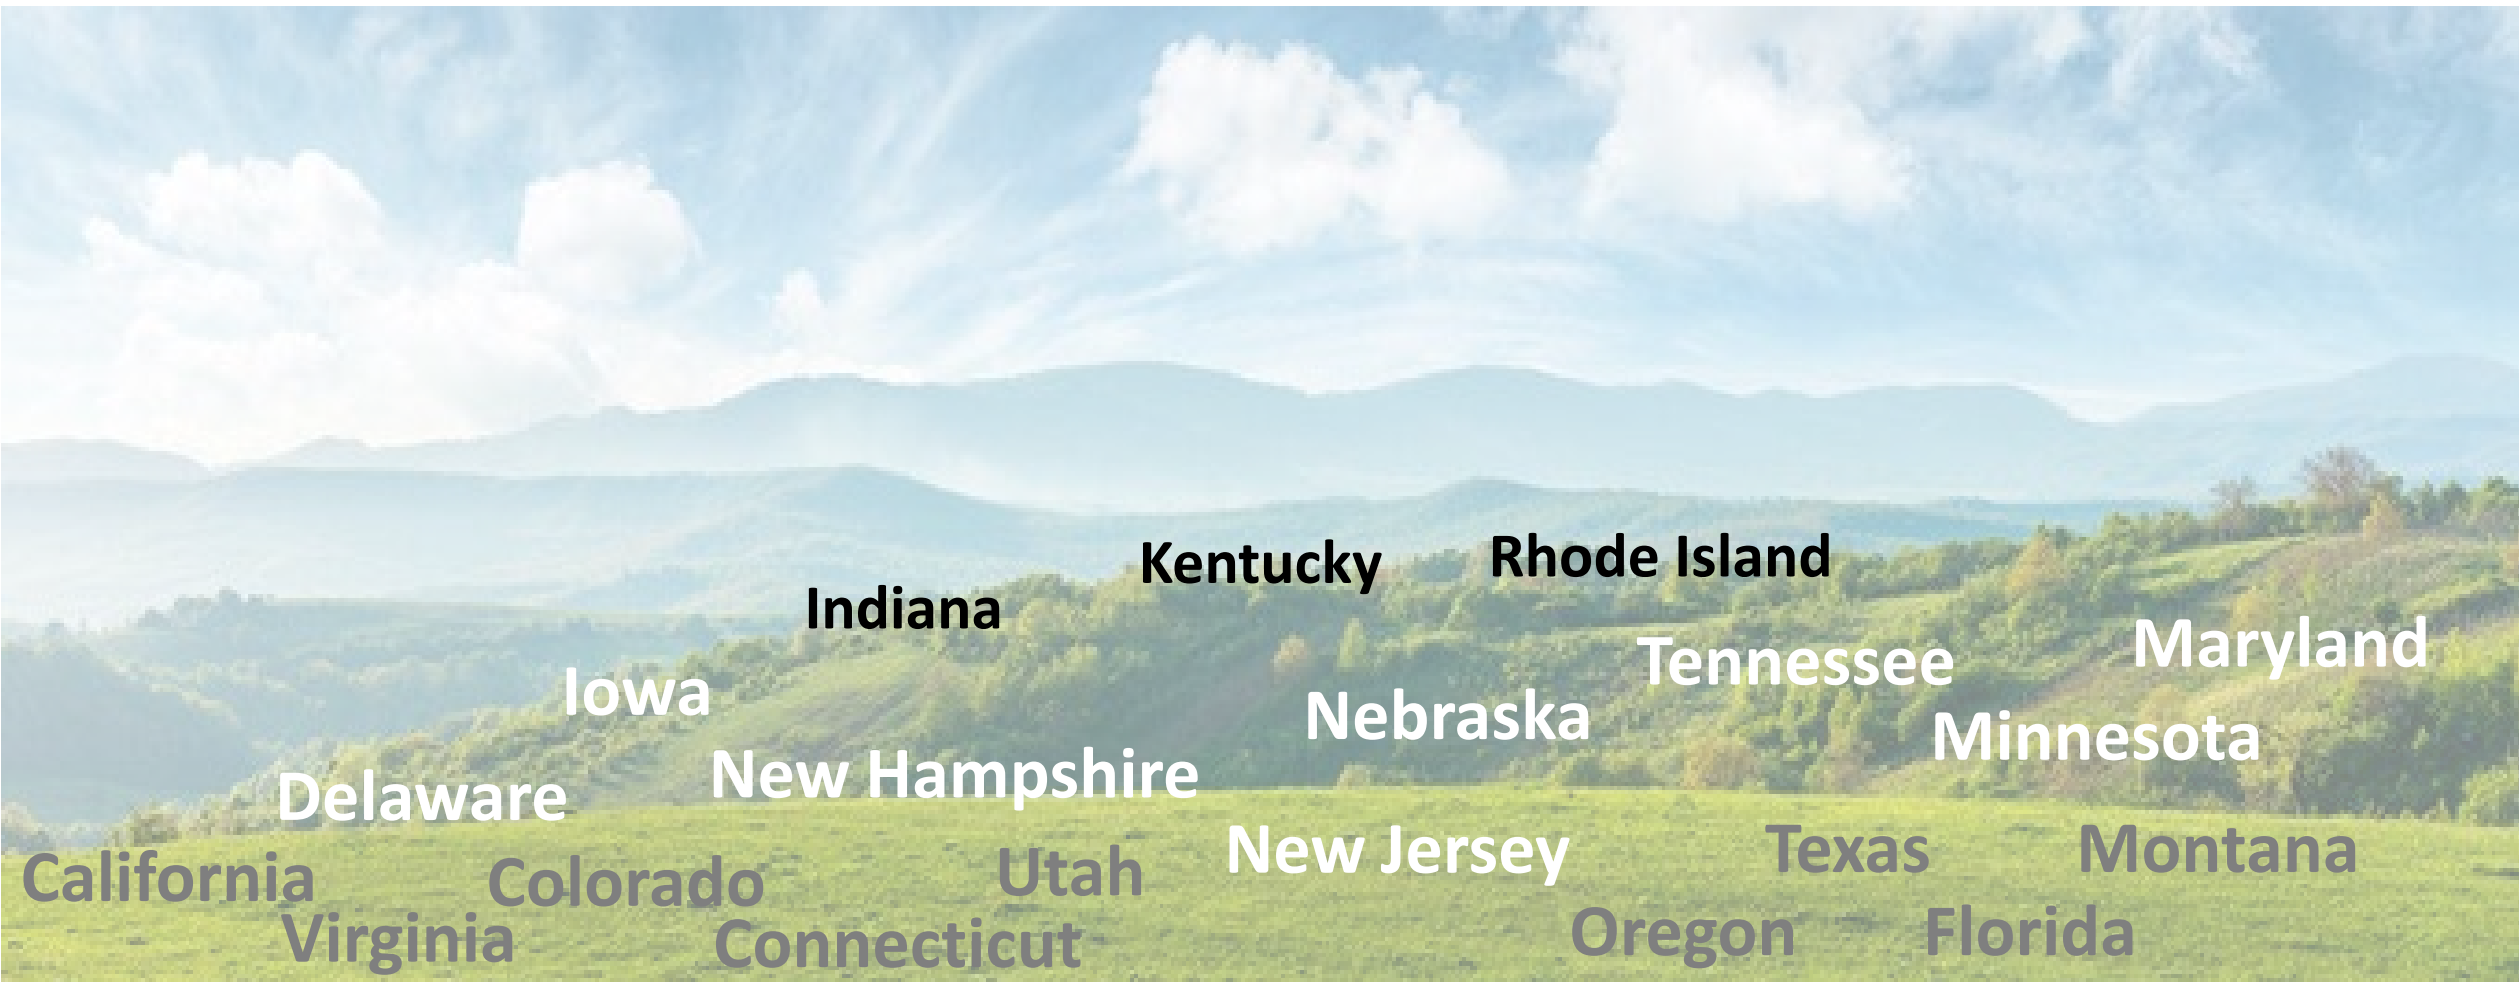 Kentucky
Rhode Island
Indiana
Tennessee
Maryland
Iowa
Nebraska
Minnesota
New Hampshire
Delaware
New Jersey
Texas
Montana
California
Colorado
Utah
Virginia
Connecticut
Oregon
Florida